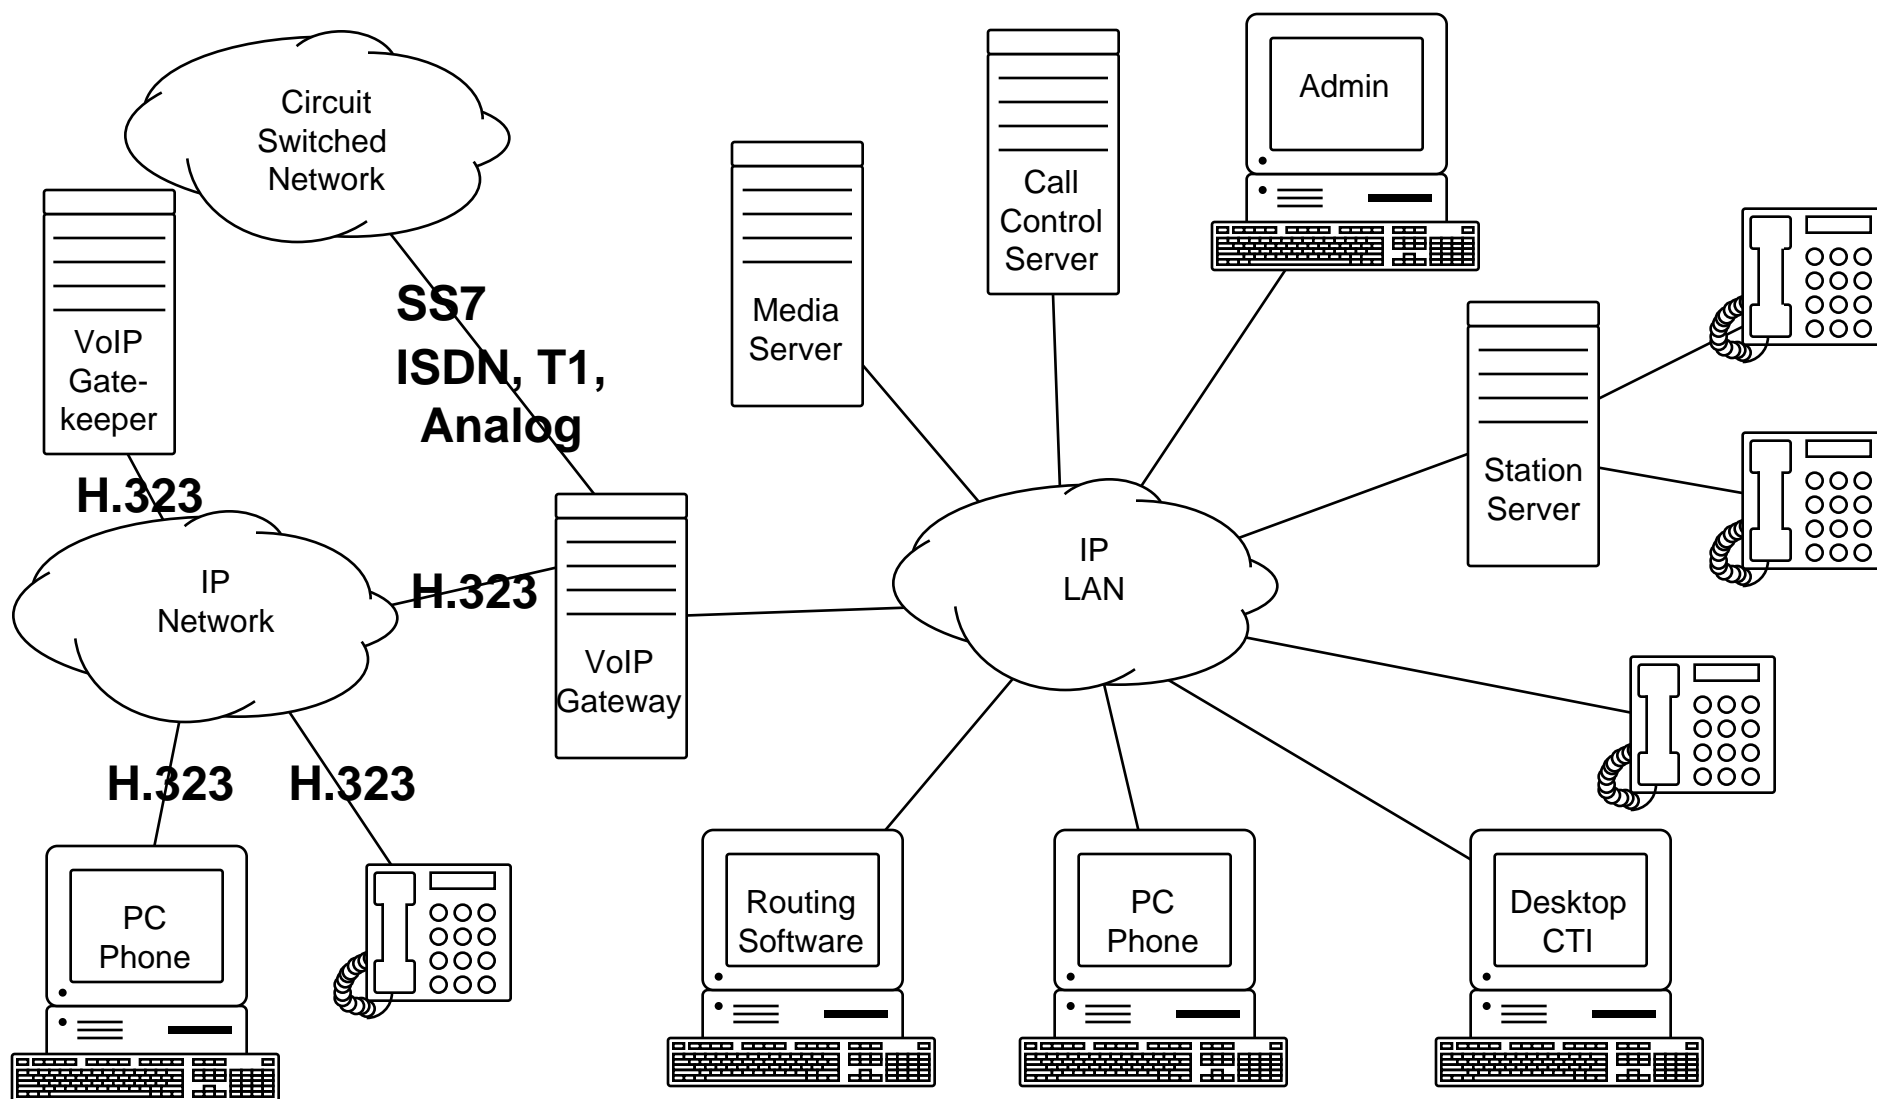 Circuit
Switched
Network
Call
Control
Server
Admin
Media
Server
VoIP
Gate-
keeper
SS7
ISDN, T1,
Analog
Station
Server
H.323
IP
Network
H.323
VoIP
Gateway
IP
LAN
H.323
H.323
PC
Phone
Routing
Software
PC
Phone
Desktop
CTI